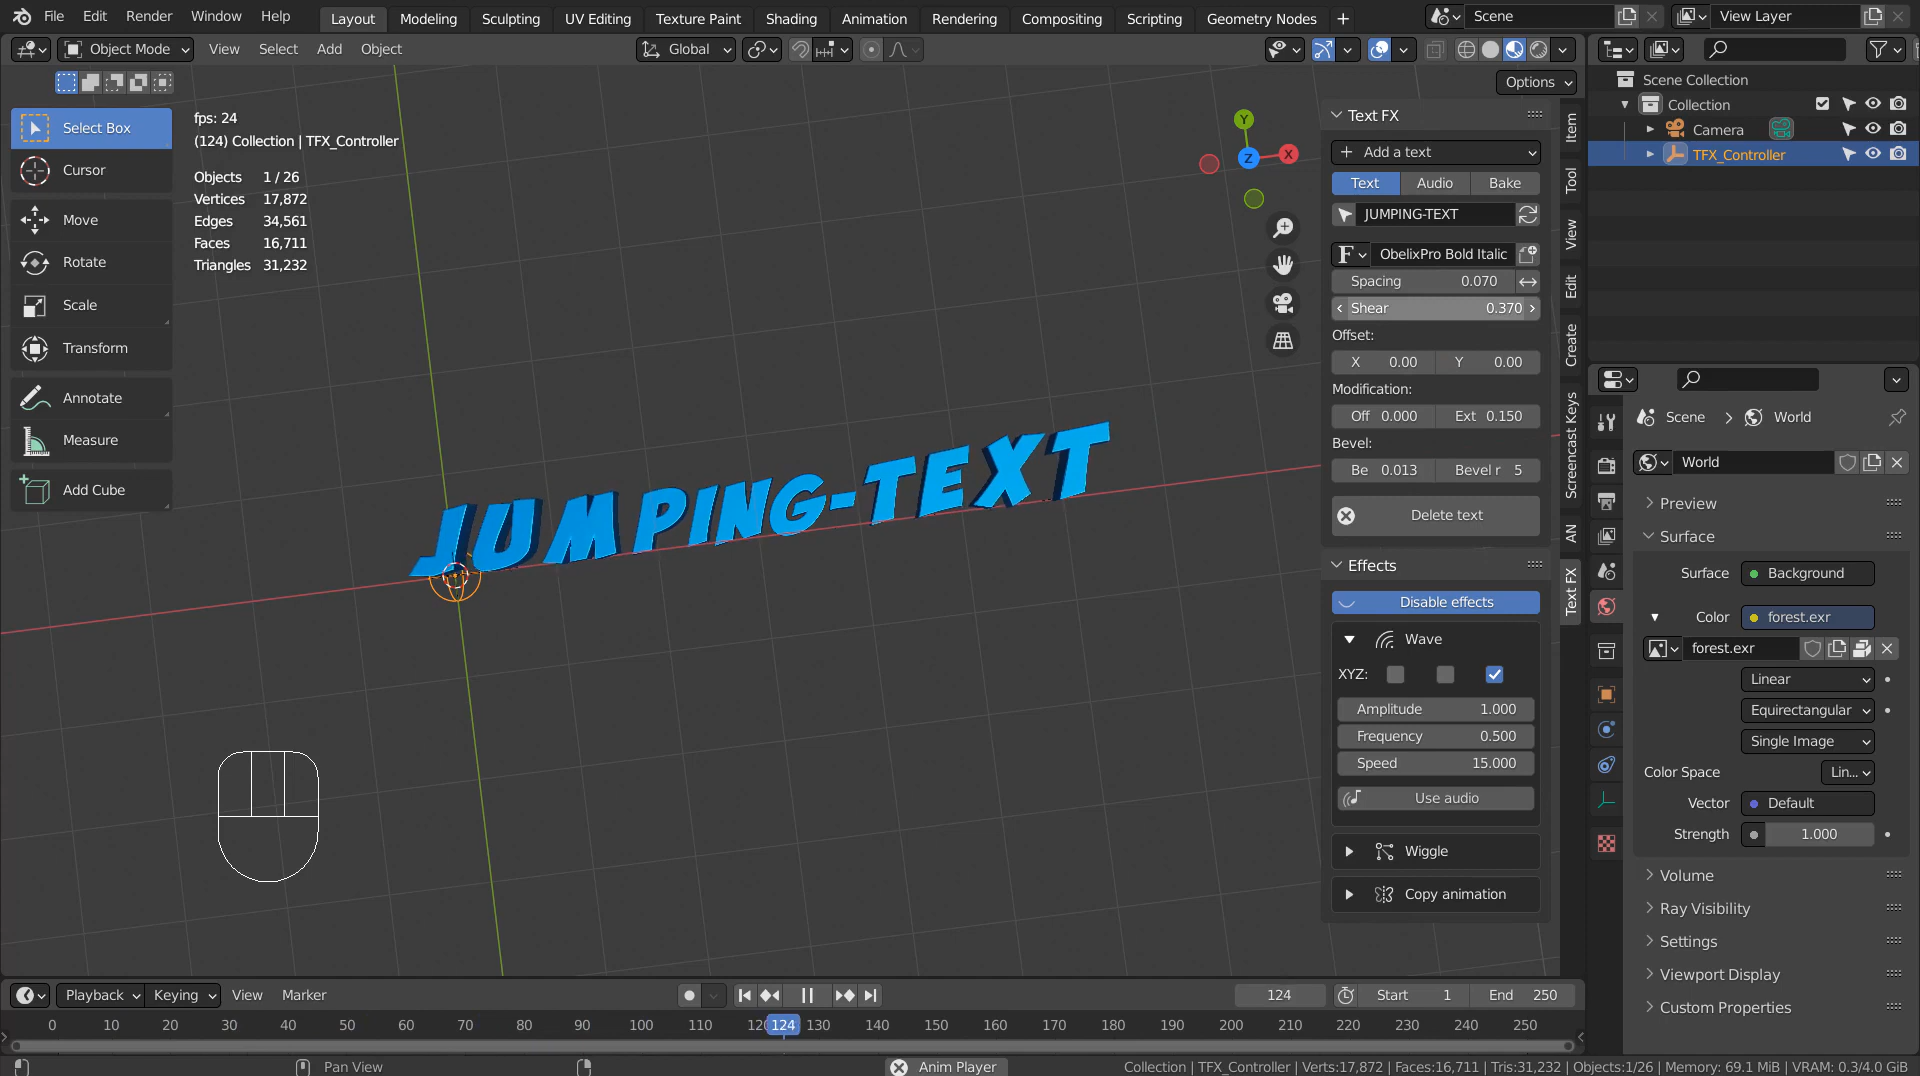 File Edit Render Window Help Layout Modeling Sculpting UV Editing Texture Paint Shading Animation Rendering Compositing Scripting Geometry Nodes + Scene View Layer
Object Mode View Select Add Object Global
Options
Select Box
Cursor
Move
Rotate
Scale
Transform
Annotate
Measure
Add Cube
fps: 24
(124) Collection | TFX_Controller
Objects 1 / 26
Vertices 17,872
Edges 34,561
Faces 16,711
Triangles 31,232
JUMPING-TEXT
Y
X
Z
Text FX
Add a text
Text Audio Bake
JUMPING-TEXT
F ObelixPro Bold Italic
Spacing 0.070
Shear 0.370
Offset:
X 0.00 Y 0.00
Modification:
Off 0.000 Ext 0.150
Bevel:
Be 0.013 Bevel r 5
Delete text
Effects
Disable effects
Wave
XYZ:
Amplitude 1.000
Frequency 0.500
Speed 15.000
Use audio
Wiggle
Copy animation
Item
Tool
View
Edit
Create
Screencast Keys
AN
Text FX
Scene Collection
Collection
Camera
TFX_Controller
Scene > World
World
Preview
Surface
Surface Background
Color forest.exr
forest.exr
Linear
Equirectangular
Single Image
Color Space Lin...
Vector Default
Strength 1.000
Volume
Ray Visibility
Settings
Viewport Display
Custom Properties
Playback Keying View Marker 124 Start 1 End 250
0 10 20 30 40 50 60 70 80 90 100 110 120 124 130 140 150 160 170 180 190 200 210 220 230 240 250
Pan View Anim Player Collection | TFX_Controller | Verts:17,872 | Faces:16,711 | Tris:31,232 | Objects:1/26 | Memory: 69.1 MiB | VRAM: 0.3/4.0 GiB